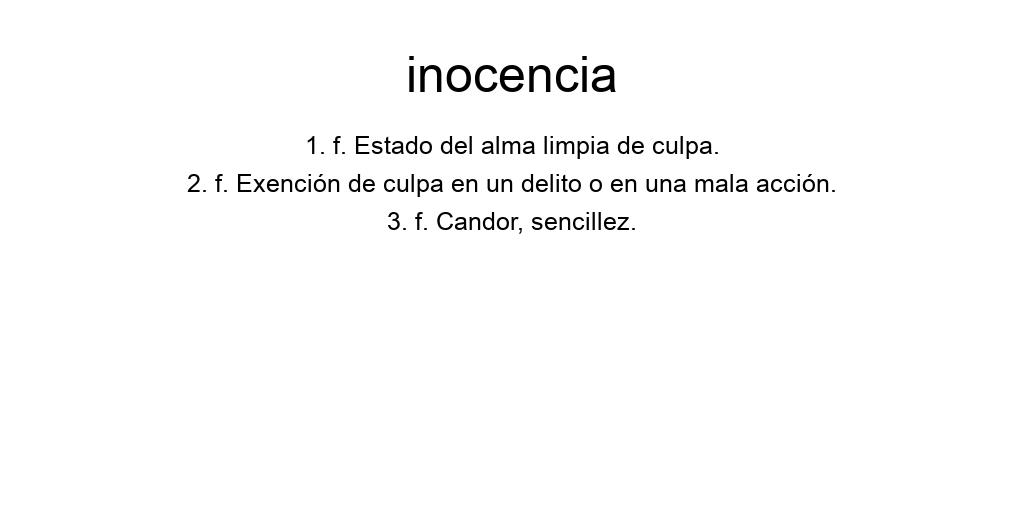 inocencia
1. f. Estado del alma limpia de culpa.
2. f. Exención de culpa en un delito o en una mala acción.
3. f. Candor, sencillez.